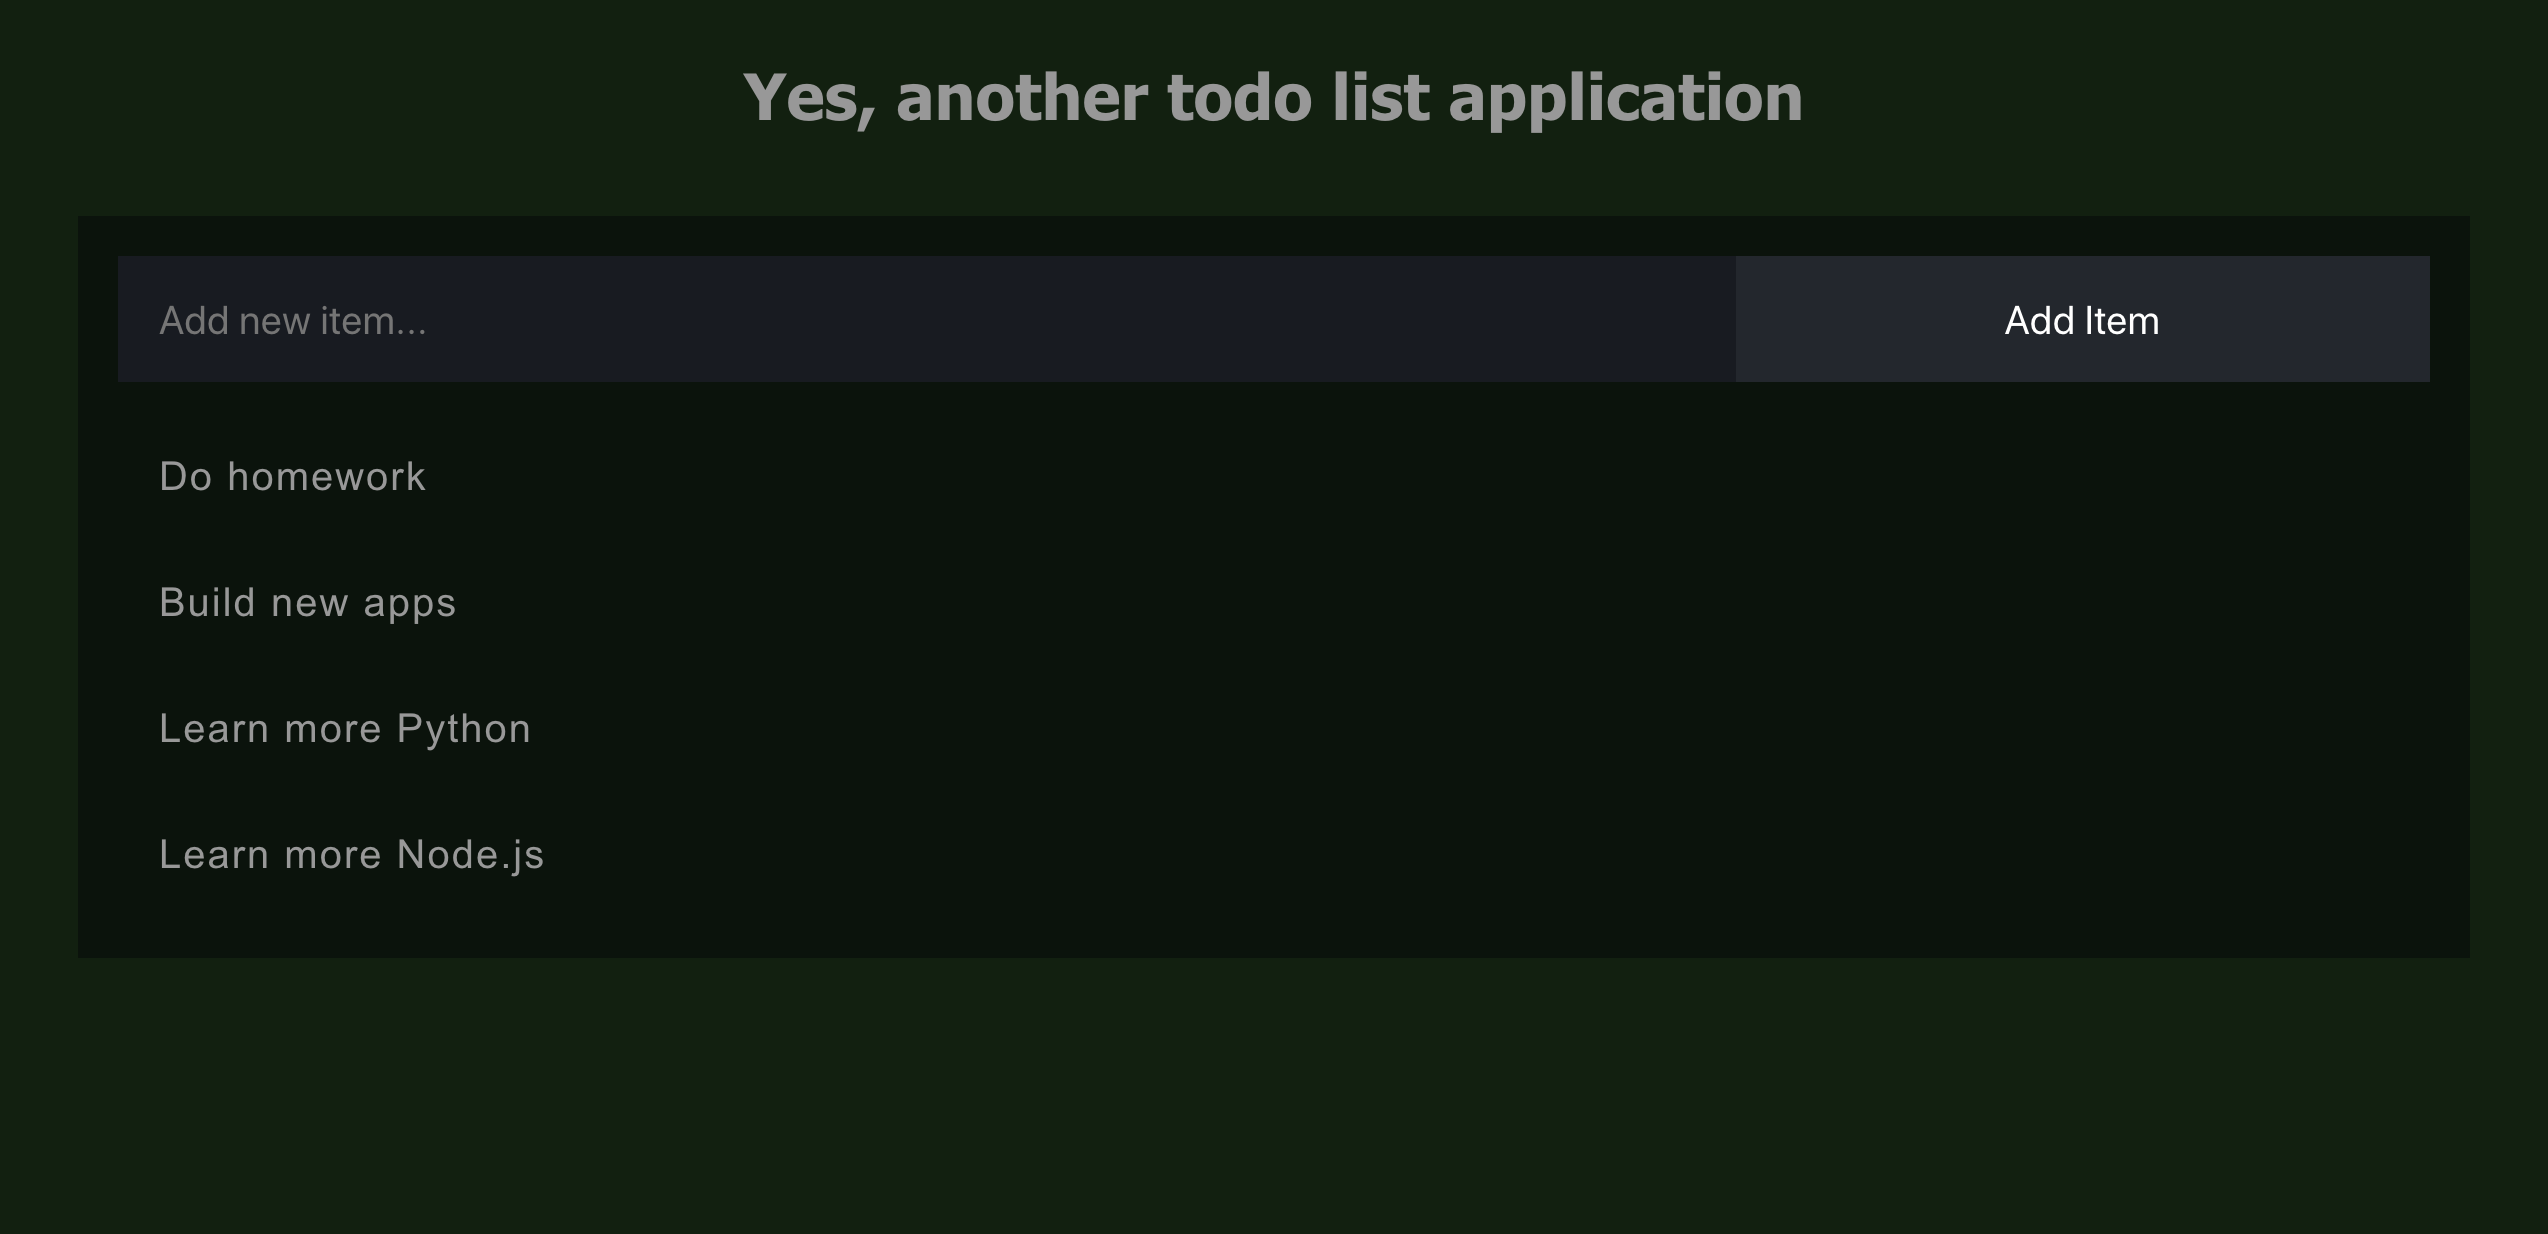 Yes, another todo list application
Add new item...
Add Item
Do homework
Build new apps
Learn more Python
Learn more Node.js